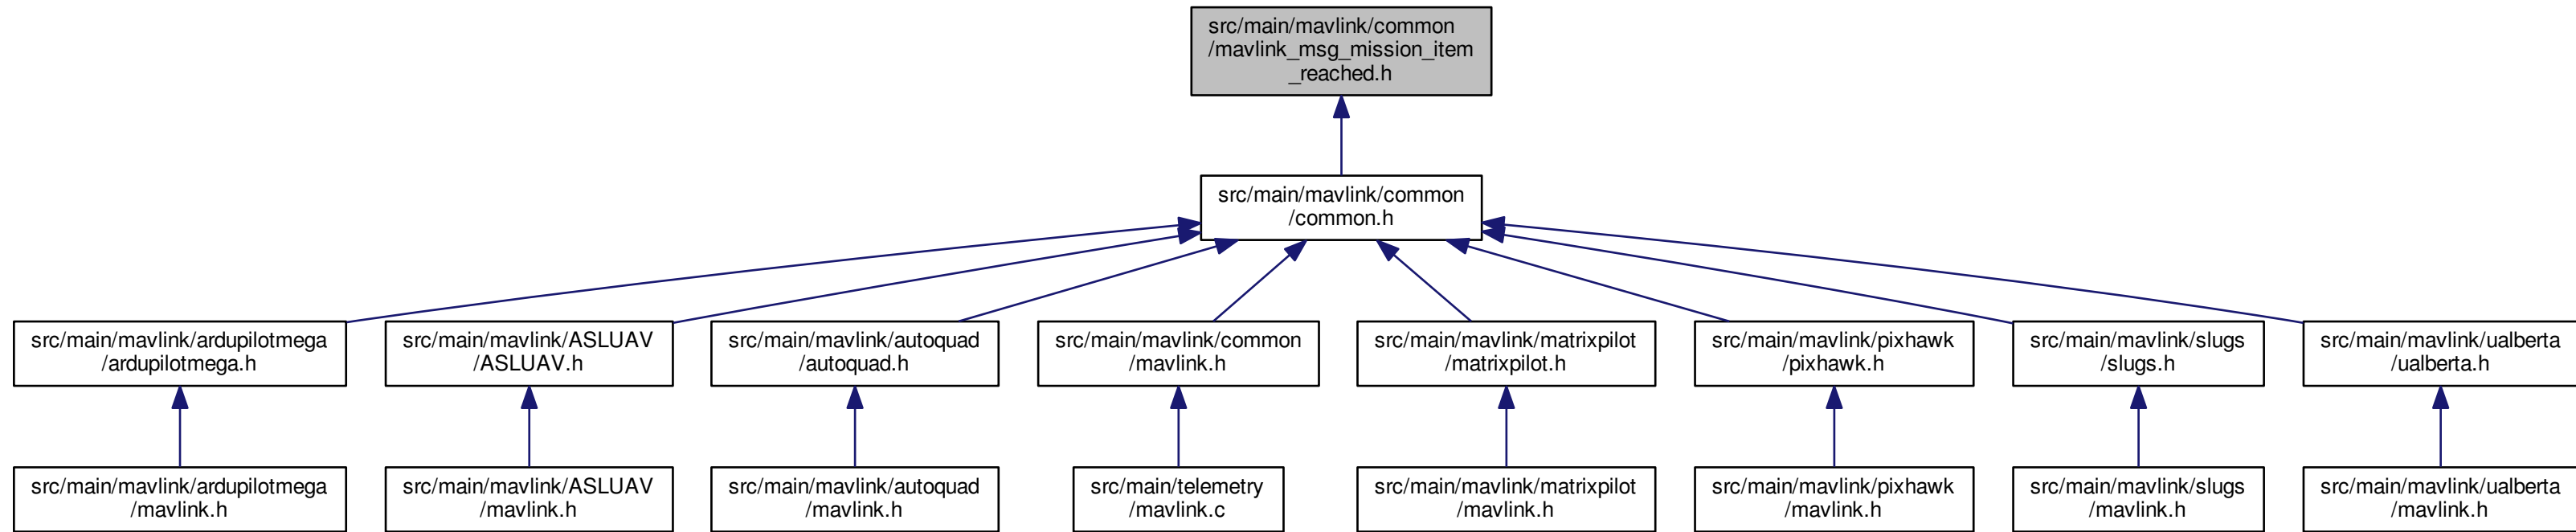 src/main/mavlink/common
/mavlink_msg_mission_item
_reached.h
src/main/mavlink/common
/common.h
src/main/mavlink/ardupilotmega
/ardupilotmega.h
src/main/mavlink/ASLUAV
/ASLUAV.h
src/main/mavlink/autoquad
/autoquad.h
src/main/mavlink/common
/mavlink.h
src/main/mavlink/matrixpilot
/matrixpilot.h
src/main/mavlink/pixhawk
/pixhawk.h
src/main/mavlink/slugs
/slugs.h
src/main/mavlink/ualberta
/ualberta.h
src/main/mavlink/ardupilotmega
/mavlink.h
src/main/mavlink/ASLUAV
/mavlink.h
src/main/mavlink/autoquad
/mavlink.h
src/main/telemetry
/mavlink.c
src/main/mavlink/matrixpilot
/mavlink.h
src/main/mavlink/pixhawk
/mavlink.h
src/main/mavlink/slugs
/mavlink.h
src/main/mavlink/ualberta
/mavlink.h